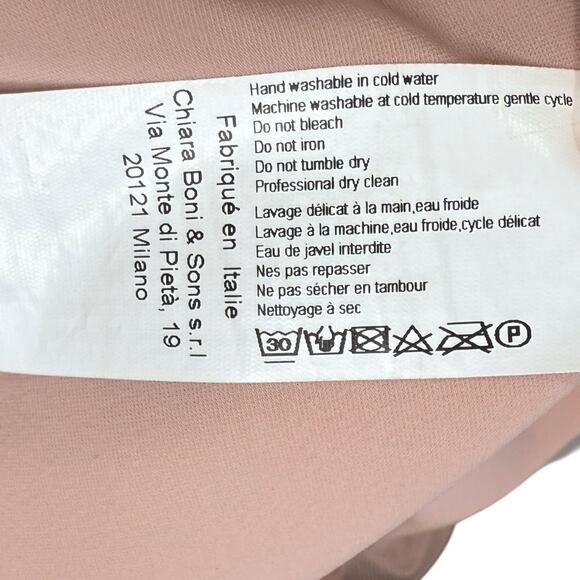 Hand washable in cold water
Machine washable at cold temperature gentle cycle
Do not bleach
Do not iron
Do not tumble dry
Professional dry clean
Lavage délicat à la main,eau froide
Lavage à la machine,eau froide,cycle délicat
Eau de javel interdite
Nes pas repasser
Ne pas sécher en tambour
Nettoyage à sec
30
P
Fabriqué en Italie
Chiara Boni & Sons s.r.l
Via Monte di Pietà, 19
20121 Milano